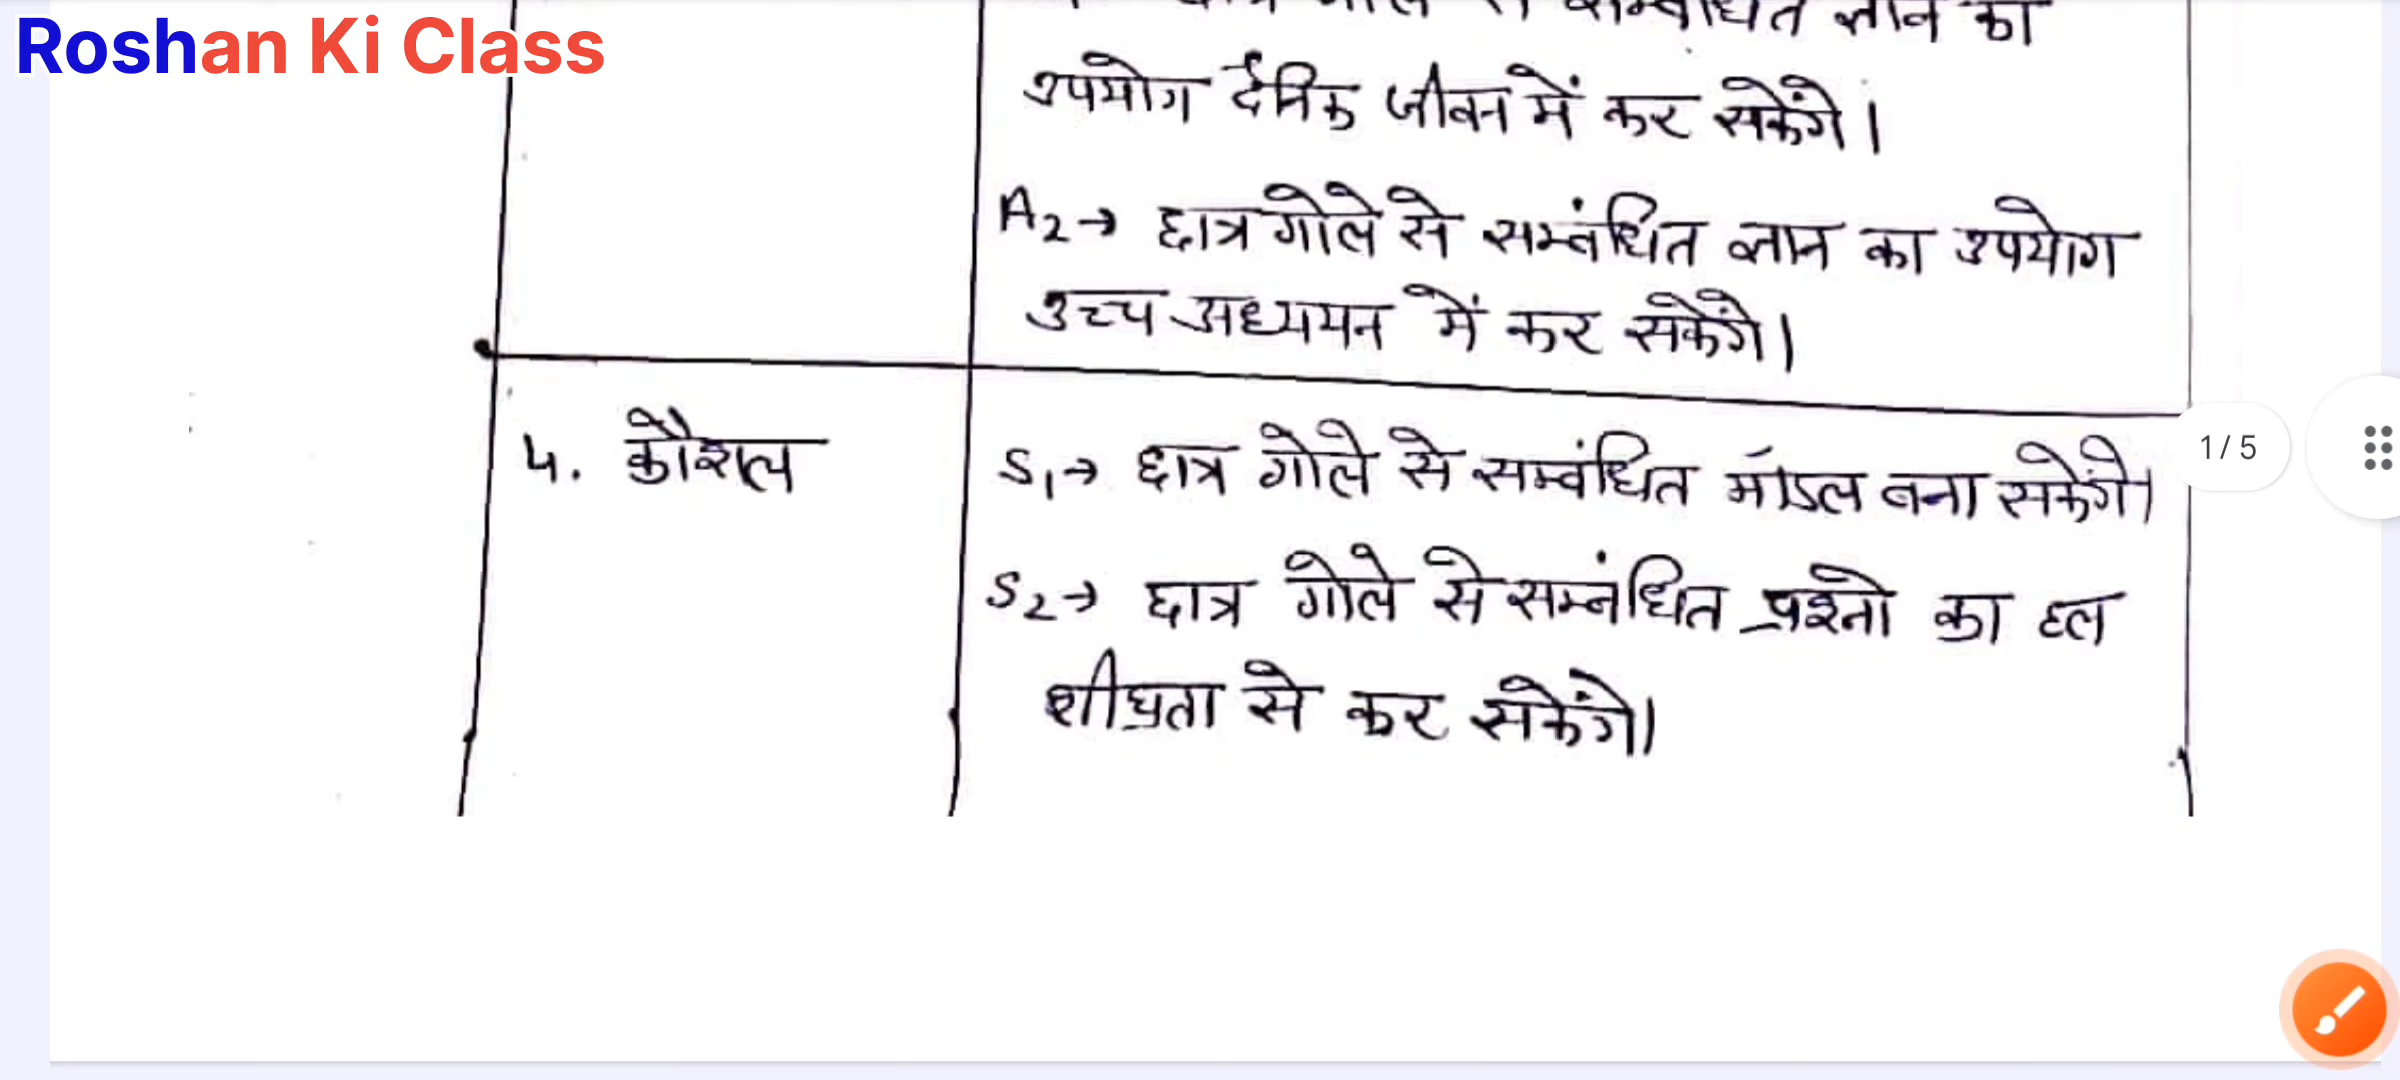 Roshan Ki Class
से सम्बंधित ज्ञान का
उपयोग दैनिक जीवन में कर सकेंगे।
A2→ छात्र गोले से सम्बंधित ज्ञान का उपयोग
उच्च अध्ययन में कर सकेंगे।
4. कौशल
S1→ छात्र गोले से सम्बंधित मॉडल बना सकेंगे।
1/5
S2→ छात्र गोले से सम्बंधित प्रश्नो का हल
शीघ्रता से कर सकेंगे।